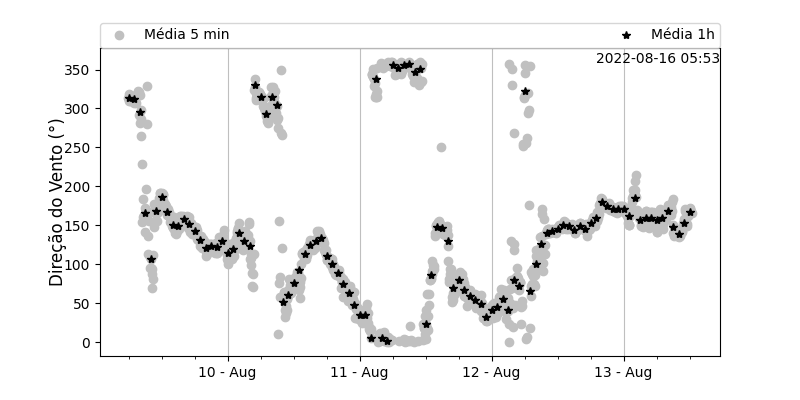 Média 5 min
Média 1h
2022-08-16 05:53
Direção do Vento (°)
350
300
250
200
150
100
50
0
10 - Aug
11 - Aug
12 - Aug
13 - Aug